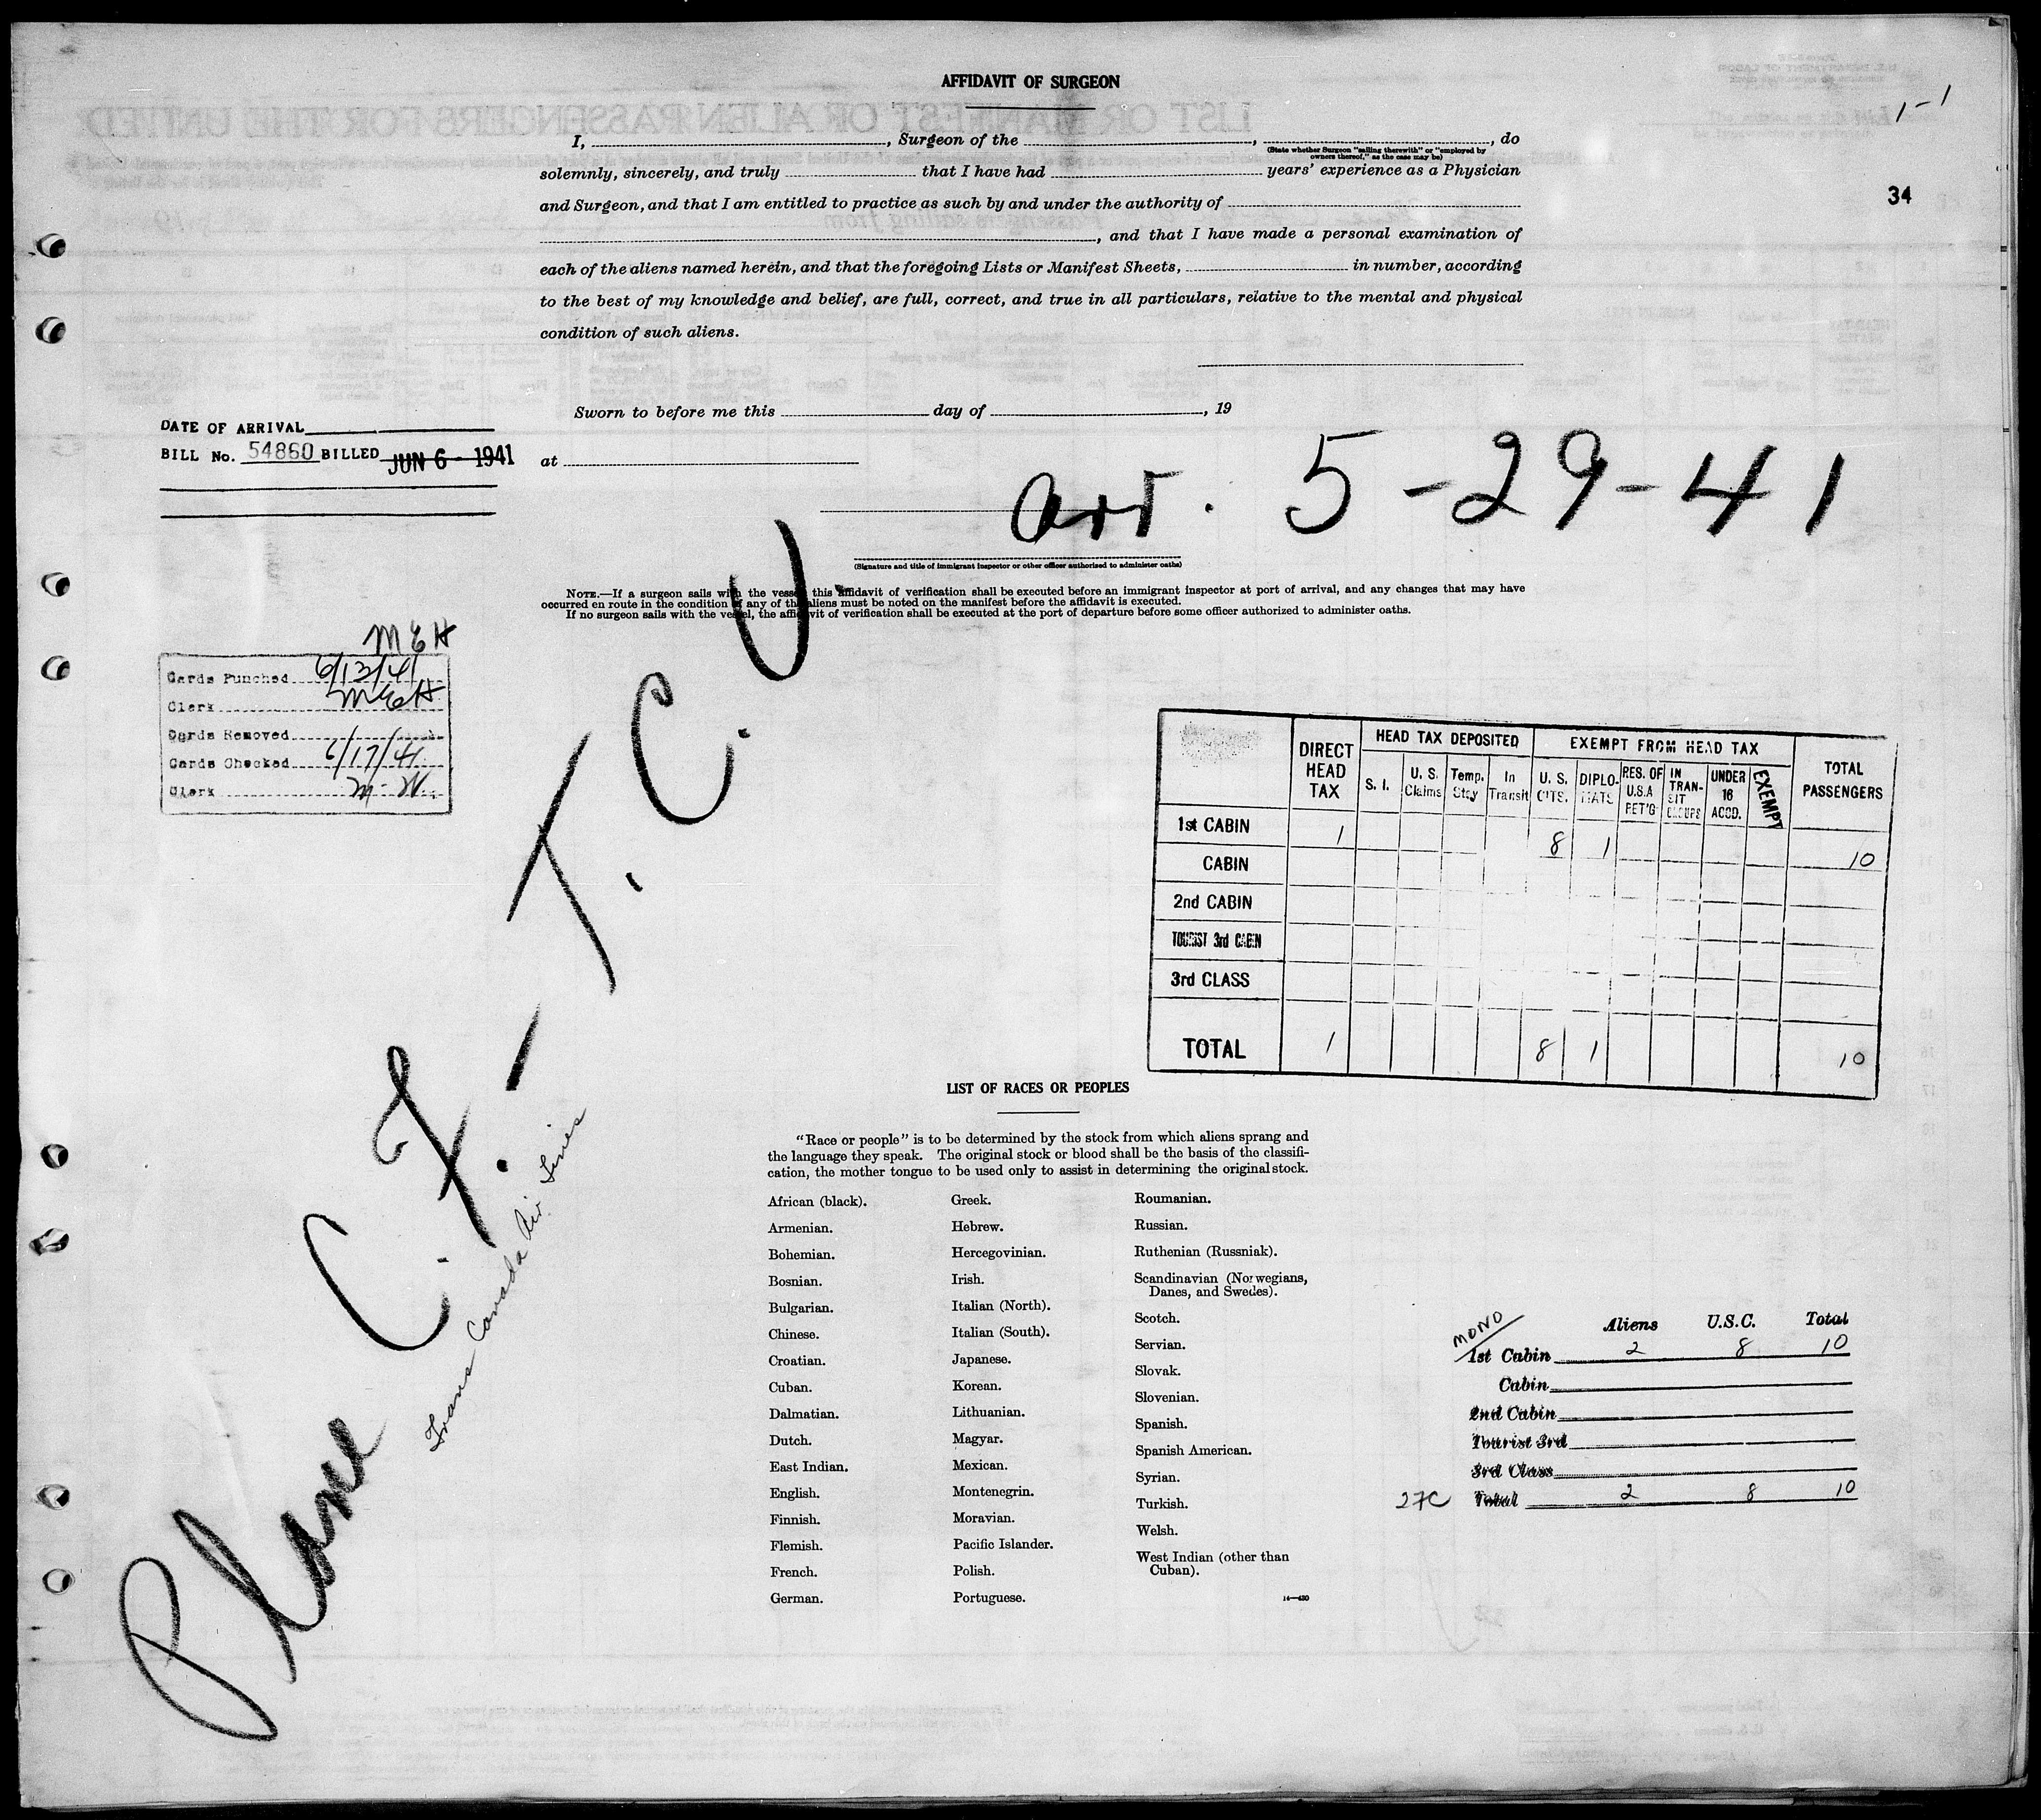 AFFIDAVIT OF SURGEON
1-1
I, , Surgeon of the , , do
(State whether Surgeon "sailing therewith" or "employed by
owners thereof," as the case may be)
solemnly, sincerely, and truly that I have had years' experience as a Physician
34
and Surgeon, and that I am entitled to practice as such by and under the authority of
, and that I have made a personal examination of
each of the aliens named herein, and that the foregoing Lists or Manifest Sheets, in number, according
to the best of my knowledge and belief, are full, correct, and true in all particulars, relative to the mental and physical
condition of such aliens.
Sworn to before me this day of , 19
at
DATE OF ARRIVAL
BILL No. 54860 BILLED JUN 6 - 1941
arr. 5-29-41
(Signature and title of immigrant inspector or other officer authorized to administer oaths)
NOTE.—If a surgeon sails with the vessel, this affidavit of verification shall be executed before an immigrant inspector at port of arrival, and any changes that may have
occurred en route in the condition of any of the aliens must be noted on the manifest before the affidavit is executed.
If no surgeon sails with the vessel, the affidavit of verification shall be executed at the port of departure before some officer authorized to administer oaths.
MEH
Cards Punched 6/13/41
Clerk MEH
Cards Removed
Cards Checked 6/17/41
Clerk M.W.
Plane C.F.-T.C.U.
Trans Canada Air Lines
DIRECT HEAD TAX
HEAD TAX DEPOSITED
EXEMPT FROM HEAD TAX
TOTAL PASSENGERS
S. I. U. S. Claims Temp. Stay In Transit U. S. CITS. DIPLO-MATS RES. OF U.S.A RET'G IN TRAN-SIT GROUPS UNDER 16 ACCD. EXEMPT
1st CABIN 1 8 1 10
CABIN
2nd CABIN
TOURIST 3rd CABIN
3rd CLASS
TOTAL 1 8 1 10
LIST OF RACES OR PEOPLES
"Race or people" is to be determined by the stock from which aliens sprang and
the language they speak. The original stock or blood shall be the basis of the classifi-
cation, the mother tongue to be used only to assist in determining the original stock.
African (black).
Armenian.
Bohemian.
Bosnian.
Bulgarian.
Chinese.
Croatian.
Cuban.
Dalmatian.
Dutch.
East Indian.
English.
Finnish.
Flemish.
French.
German.
Greek.
Hebrew.
Hercegovinian.
Irish.
Italian (North).
Italian (South).
Japanese.
Korean.
Lithuanian.
Magyar.
Mexican.
Montenegrin.
Moravian.
Pacific Islander.
Polish.
Portuguese.
Roumanian.
Russian.
Ruthenian (Russniak).
Scandinavian (Norwegians,
Danes, and Swedes).
Scotch.
Servian.
Slovak.
Slovenian.
Spanish.
Spanish American.
Syrian.
Turkish.
Welsh.
West Indian (other than
Cuban).
14—430
MONO
Aliens U.S.C. Total
1st Cabin 2 8 10
Cabin
2nd Cabin
Tourist 3rd
3rd Class
27C Total 2 8 10